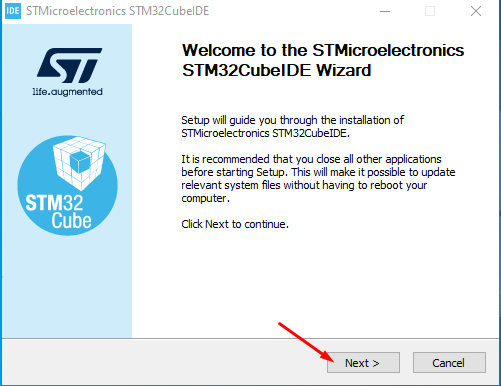 IDE STMicroelectronics STM32CubeIDE
ST
life.augmented
STM32
Cube
Welcome to the STMicroelectronics
STM32CubeIDE Wizard
Setup will guide you through the installation of
STMicroelectronics STM32CubeIDE.
It is recommended that you close all other applications
before starting Setup. This will make it possible to update
relevant system files without having to reboot your
computer.
Click Next to continue.
Next > Cancel